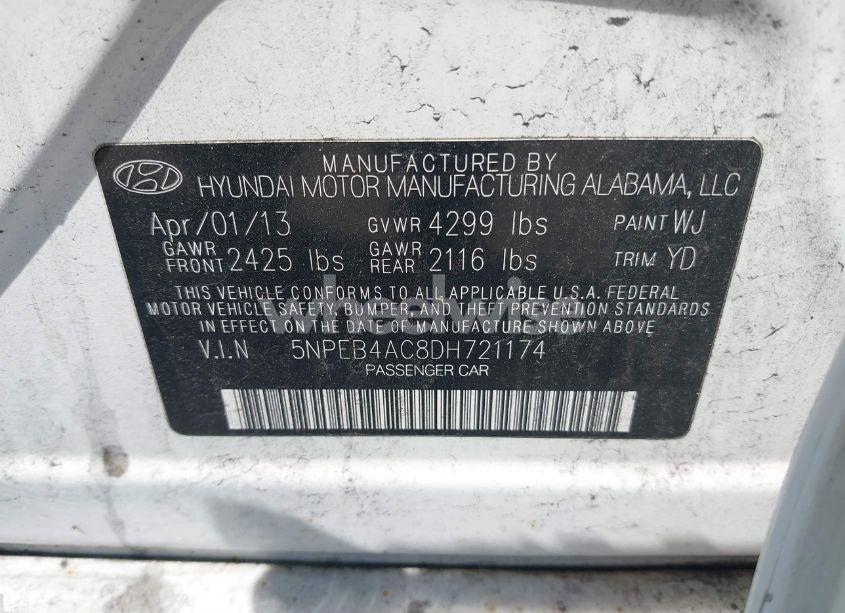 MANUFACTURED BY
HYUNDAI MOTOR MANUFACTURING ALABAMA, LLC
Apr/01/13 GVWR 4299 lbs PAINT WJ
GAWR FRONT 2425 lbs GAWR REAR 2116 lbs TRIM YD
THIS VEHICLE CONFORMS TO ALL APPLICABLE U.S.A. FEDERAL
MOTOR VEHICLE SAFETY, BUMPER, AND THEFT PREVENTION STANDARDS
IN EFFECT ON THE DATE OF MANUFACTURE SHOWN ABOVE
V.I.N 5NPEB4AC8DH721174
PASSENGER CAR